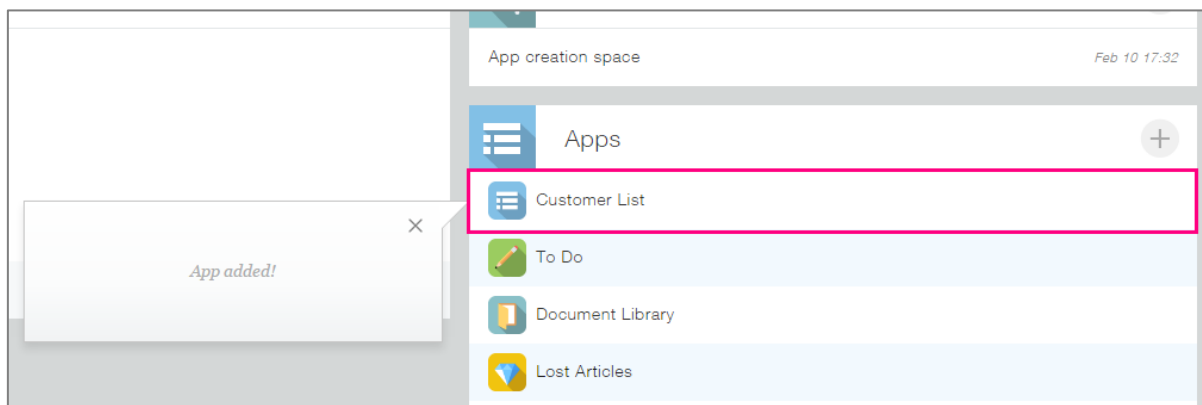 App creation space
Feb 10 17:32
Apps
Customer List
App added!
To Do
Document Library
Lost Articles